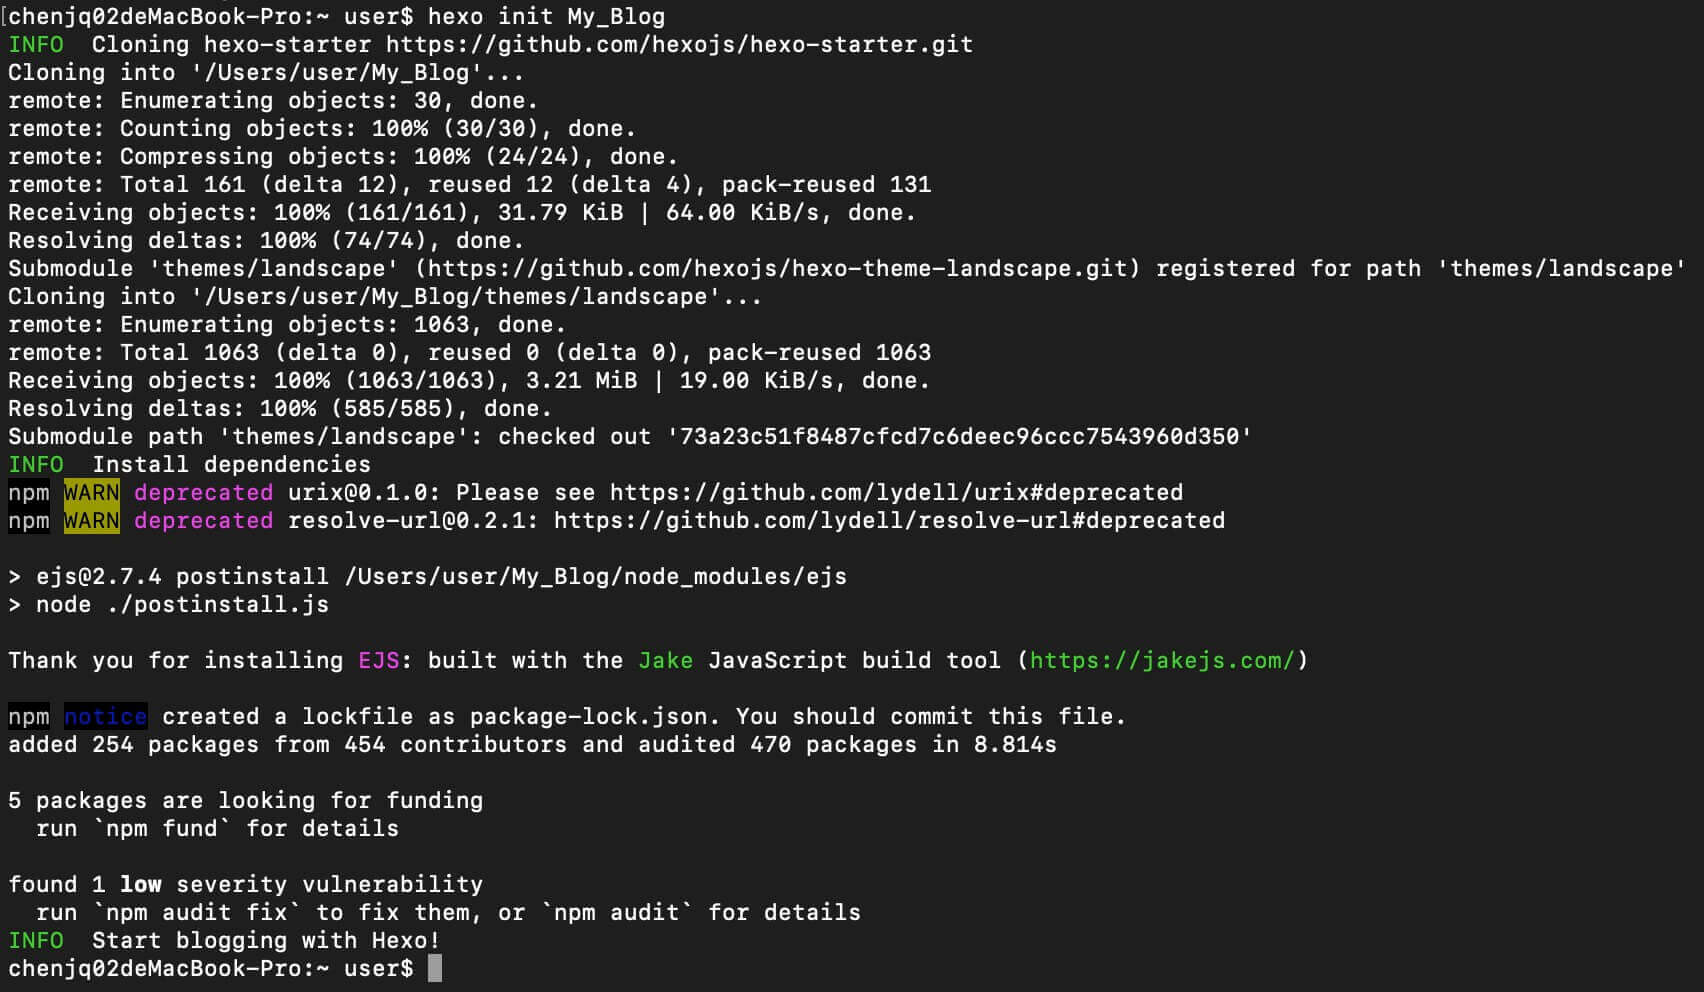 [chenjq02deMacBook-Pro:~ user$ hexo init My_Blog
INFO  Cloning hexo-starter https://github.com/hexojs/hexo-starter.git
Cloning into '/Users/user/My_Blog'...
remote: Enumerating objects: 30, done.
remote: Counting objects: 100% (30/30), done.
remote: Compressing objects: 100% (24/24), done.
remote: Total 161 (delta 12), reused 12 (delta 4), pack-reused 131
Receiving objects: 100% (161/161), 31.79 KiB | 64.00 KiB/s, done.
Resolving deltas: 100% (74/74), done.
Submodule 'themes/landscape' (https://github.com/hexojs/hexo-theme-landscape.git) registered for path 'themes/landscape'
Cloning into '/Users/user/My_Blog/themes/landscape'...
remote: Enumerating objects: 1063, done.
remote: Total 1063 (delta 0), reused 0 (delta 0), pack-reused 1063
Receiving objects: 100% (1063/1063), 3.21 MiB | 19.00 KiB/s, done.
Resolving deltas: 100% (585/585), done.
Submodule path 'themes/landscape': checked out '73a23c51f8487cfcd7c6deec96ccc7543960d350'
INFO  Install dependencies
npm WARN deprecated urix@0.1.0: Please see https://github.com/lydell/urix#deprecated
npm WARN deprecated resolve-url@0.2.1: https://github.com/lydell/resolve-url#deprecated
> ejs@2.7.4 postinstall /Users/user/My_Blog/node_modules/ejs
> node ./postinstall.js
Thank you for installing EJS: built with the Jake JavaScript build tool (https://jakejs.com/)
npm notice created a lockfile as package-lock.json. You should commit this file.
added 254 packages from 454 contributors and audited 470 packages in 8.814s
5 packages are looking for funding
  run `npm fund` for details
found 1 low severity vulnerability
  run `npm audit fix` to fix them, or `npm audit` for details
INFO  Start blogging with Hexo!
chenjq02deMacBook-Pro:~ user$